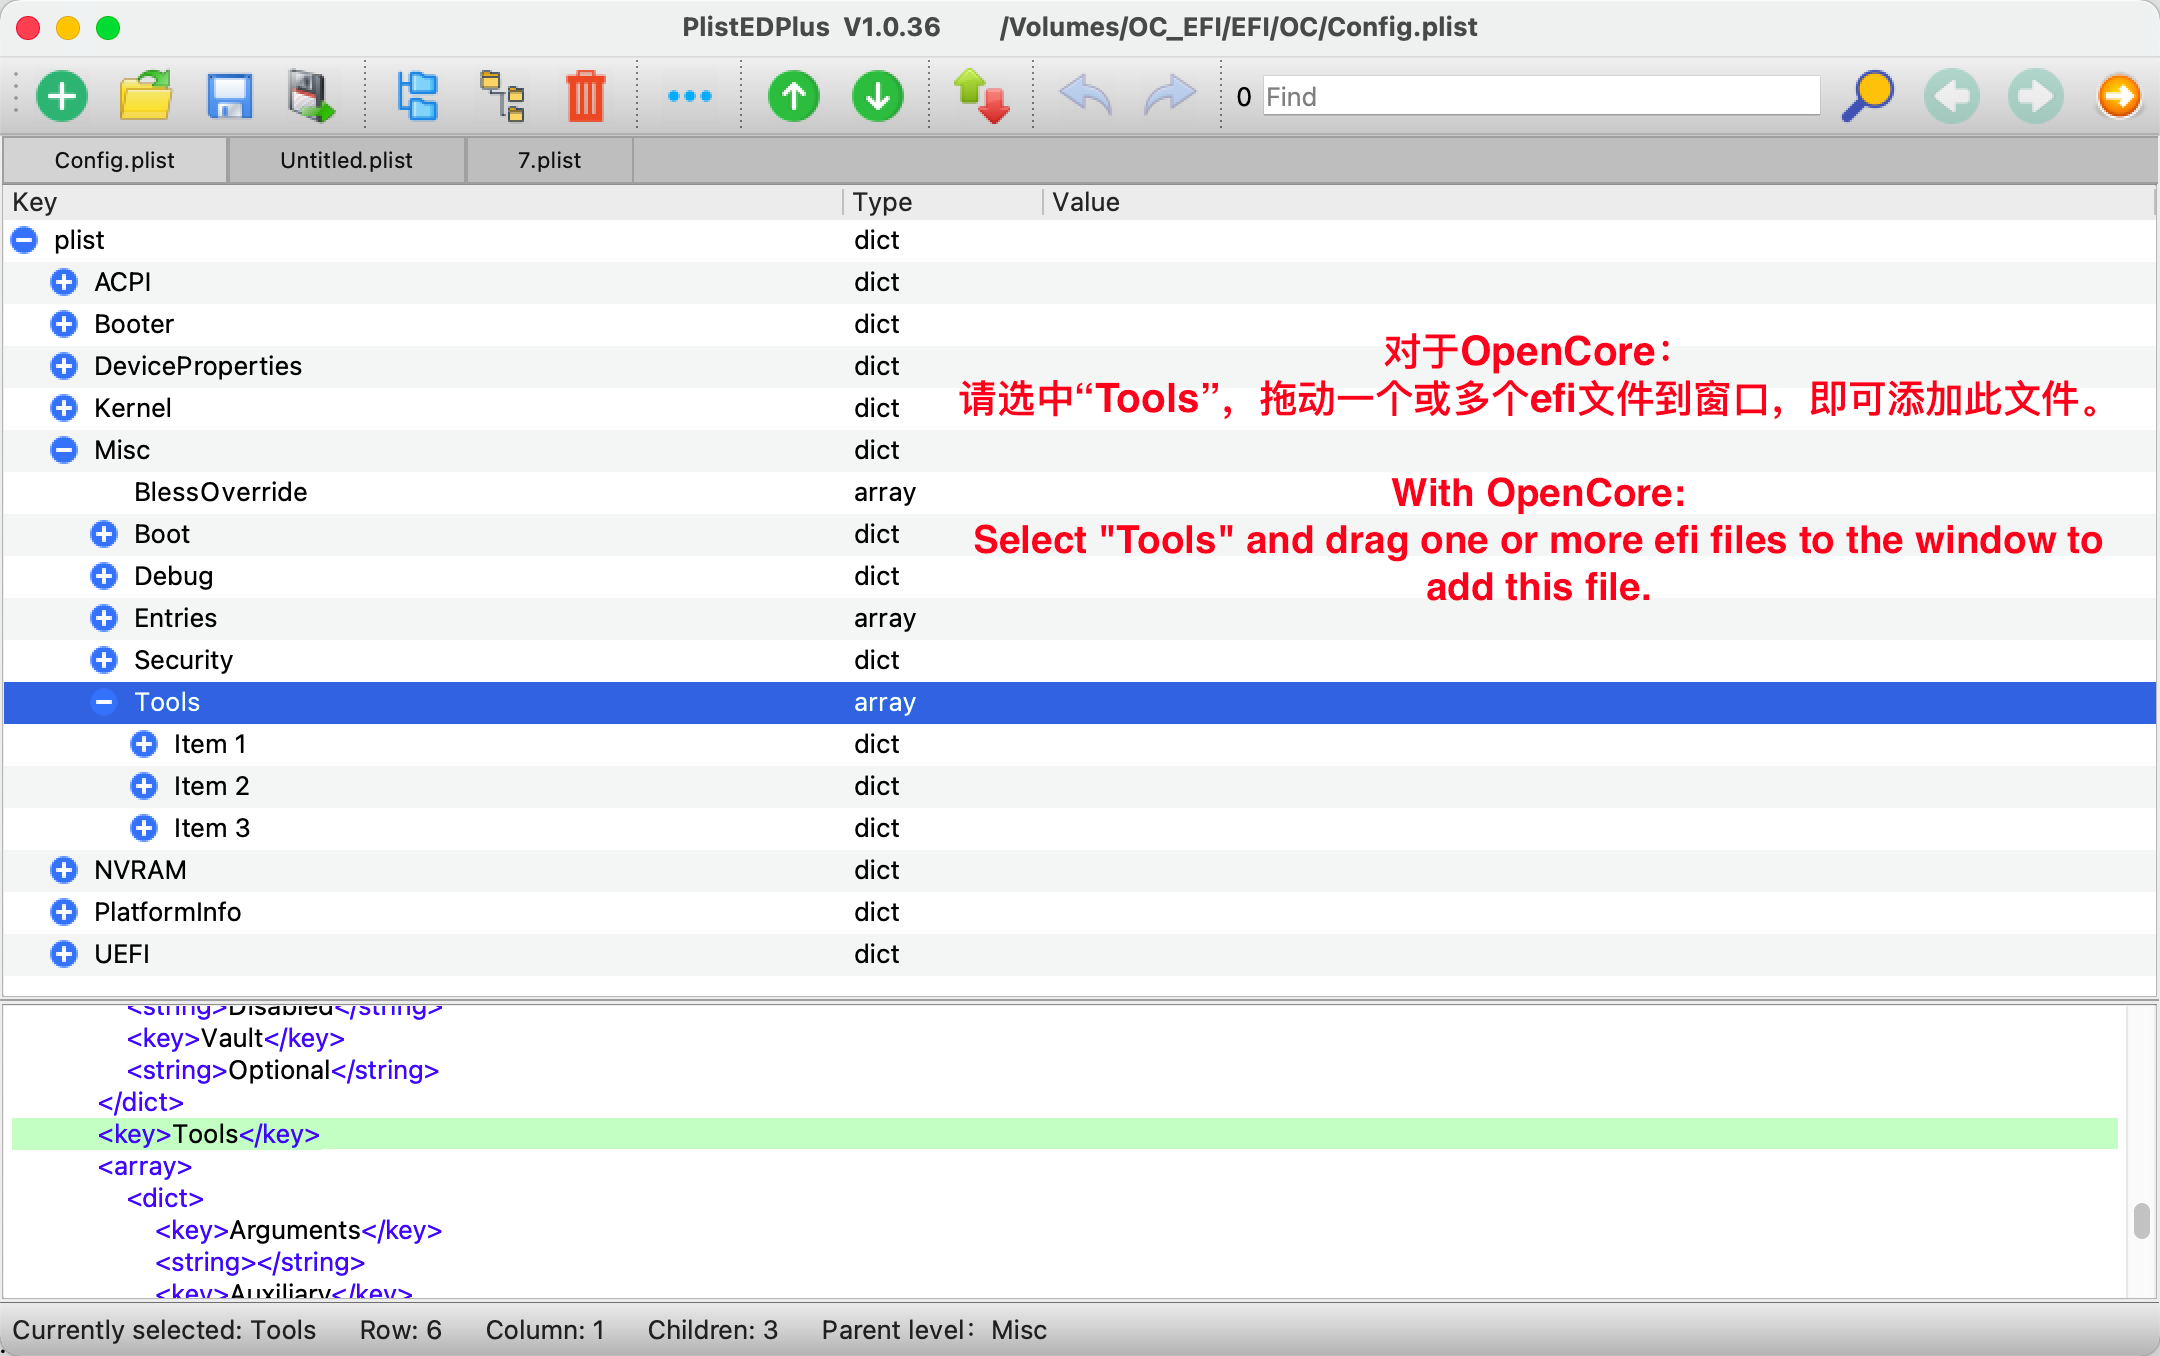 PlistEDPlus V1.0.36 /Volumes/OC_EFI/EFI/OC/Config.plist
0 Find
Config.plist Untitled.plist 7.plist
Key Type Value
plist dict
ACPI dict
Booter dict
DeviceProperties dict
Kernel dict
Misc dict
BlessOverride array
Boot dict
Debug dict
Entries array
Security dict
Tools array
Item 1 dict
Item 2 dict
Item 3 dict
NVRAM dict
PlatformInfo dict
UEFI dict
对于OpenCore：
请选中“Tools”，拖动一个或多个efi文件到窗口，即可添加此文件。
With OpenCore:
Select "Tools" and drag one or more efi files to the window to
add this file.
<string>Disabled</string>
<key>Vault</key>
<string>Optional</string>
</dict>
<key>Tools</key>
<array>
<dict>
<key>Arguments</key>
<string></string>
<key>Auxiliary</key>
Currently selected: Tools Row: 6 Column: 1 Children: 3 Parent level： Misc